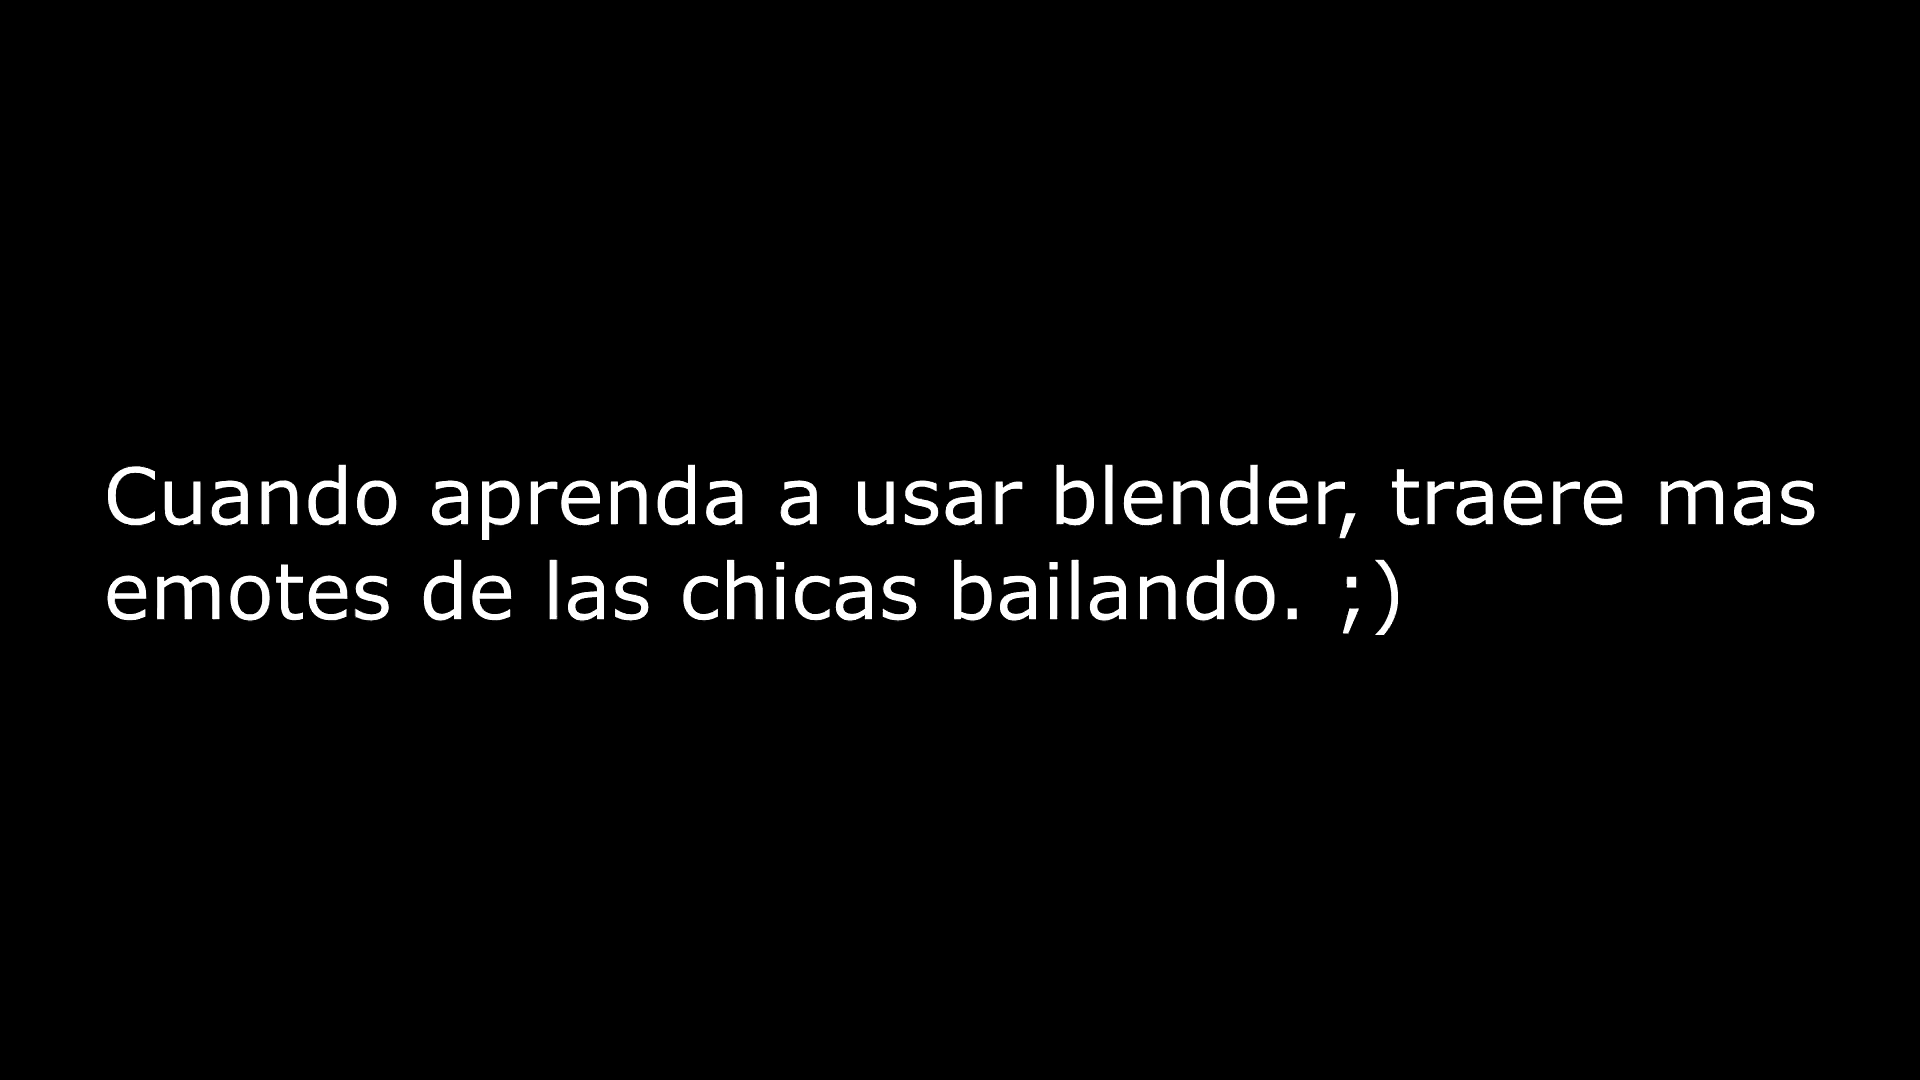 Cuando aprenda a usar blender, traere mas
emotes de las chicas bailando. ;)